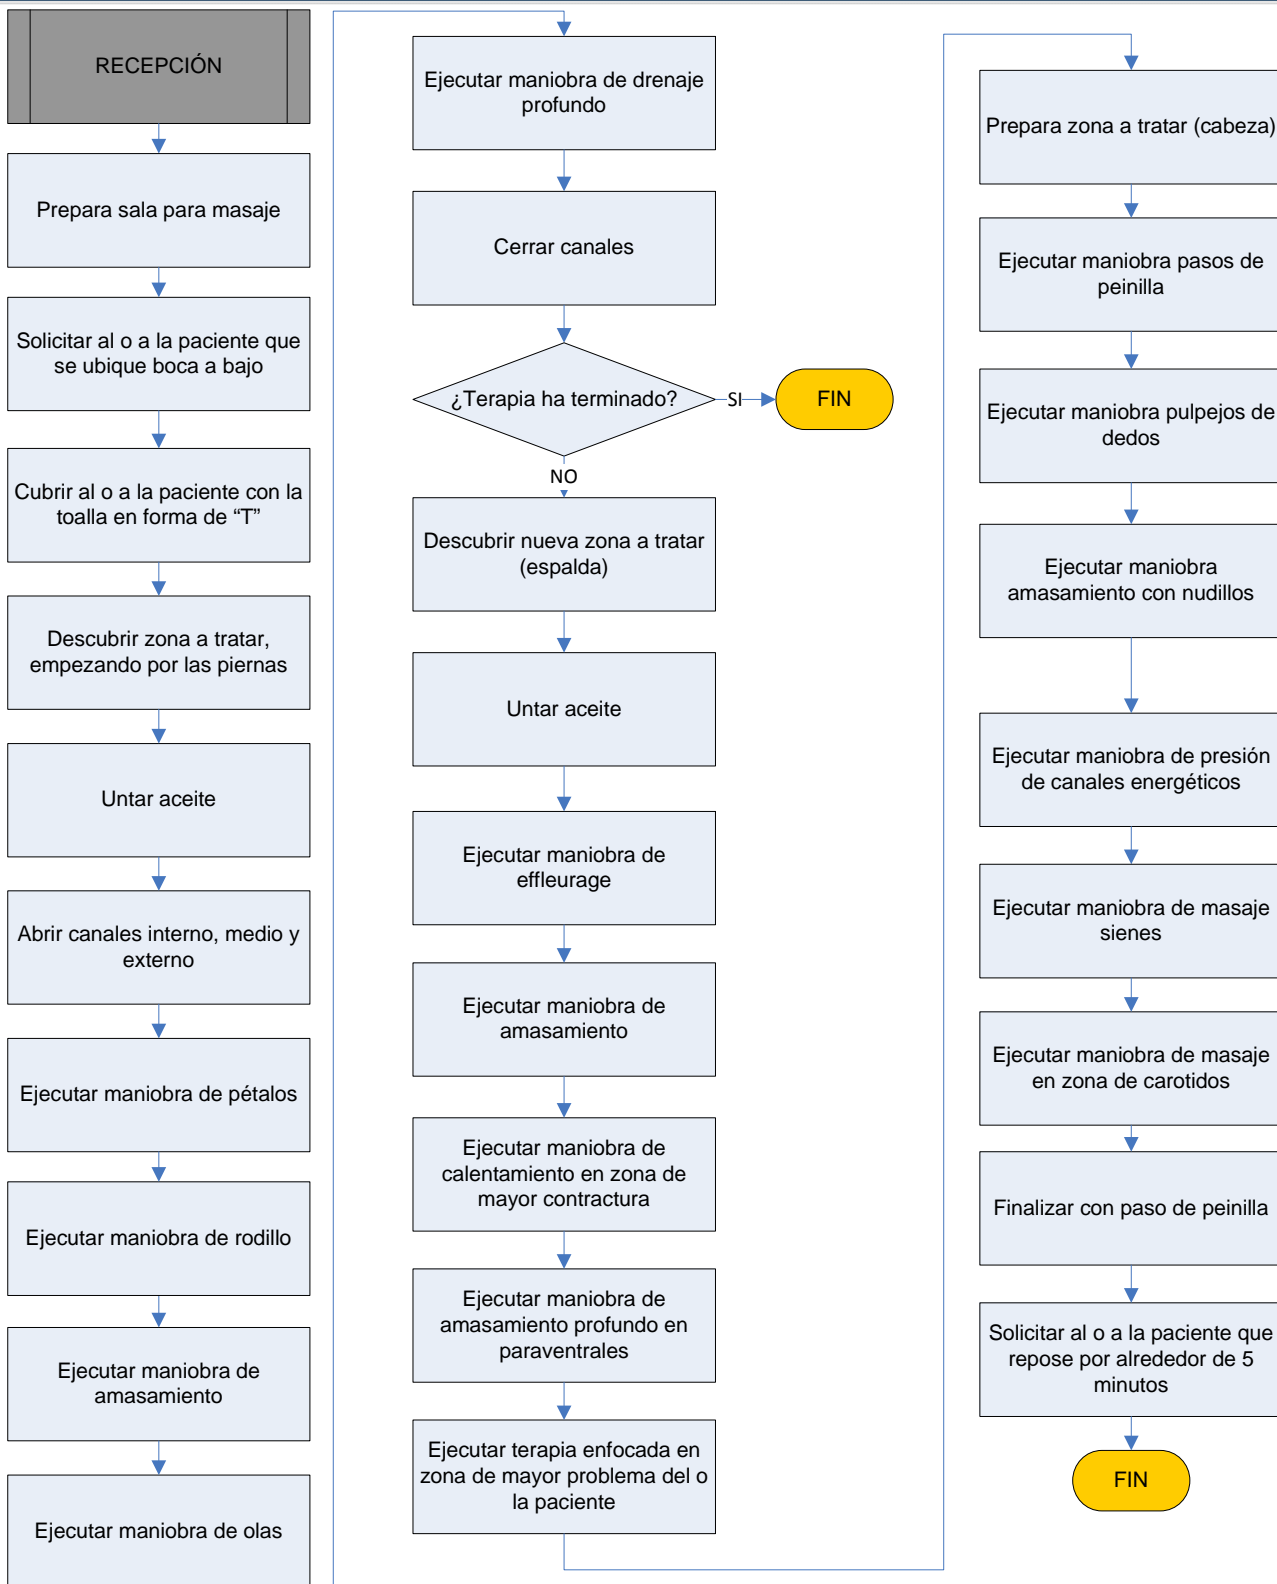 RECEPCIÓN
Prepara sala para masaje
Solicitar al o a la paciente que
se ubique boca a bajo
Cubrir al o a la paciente con la
toalla en forma de “T”
Descubrir zona a tratar,
empezando por las piernas
Untar aceite
Abrir canales interno, medio y
externo
Ejecutar maniobra de pétalos
Ejecutar maniobra de rodillo
Ejecutar maniobra de
amasamiento
Ejecutar maniobra de olas
Ejecutar maniobra de drenaje
profundo
Cerrar canales
¿Terapia ha terminado?
SI
FIN
NO
Descubrir nueva zona a tratar
(espalda)
Untar aceite
Ejecutar maniobra de
effleurage
Ejecutar maniobra de
amasamiento
Ejecutar maniobra de
calentamiento en zona de
mayor contractura
Ejecutar maniobra de
amasamiento profundo en
paraventrales
Ejecutar terapia enfocada en
zona de mayor problema del o
la paciente
Prepara zona a tratar (cabeza)
Ejecutar maniobra pasos de
peinilla
Ejecutar maniobra pulpejos de
dedos
Ejecutar maniobra
amasamiento con nudillos
Ejecutar maniobra de presión
de canales energéticos
Ejecutar maniobra de masaje
sienes
Ejecutar maniobra de masaje
en zona de carotidos
Finalizar con paso de peinilla
Solicitar al o a la paciente que
repose por alrededor de 5
minutos
FIN